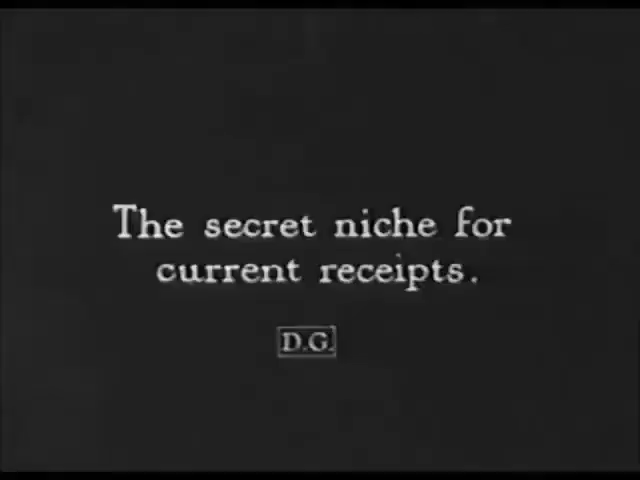 The secret niche for
current receipts.
D.G.